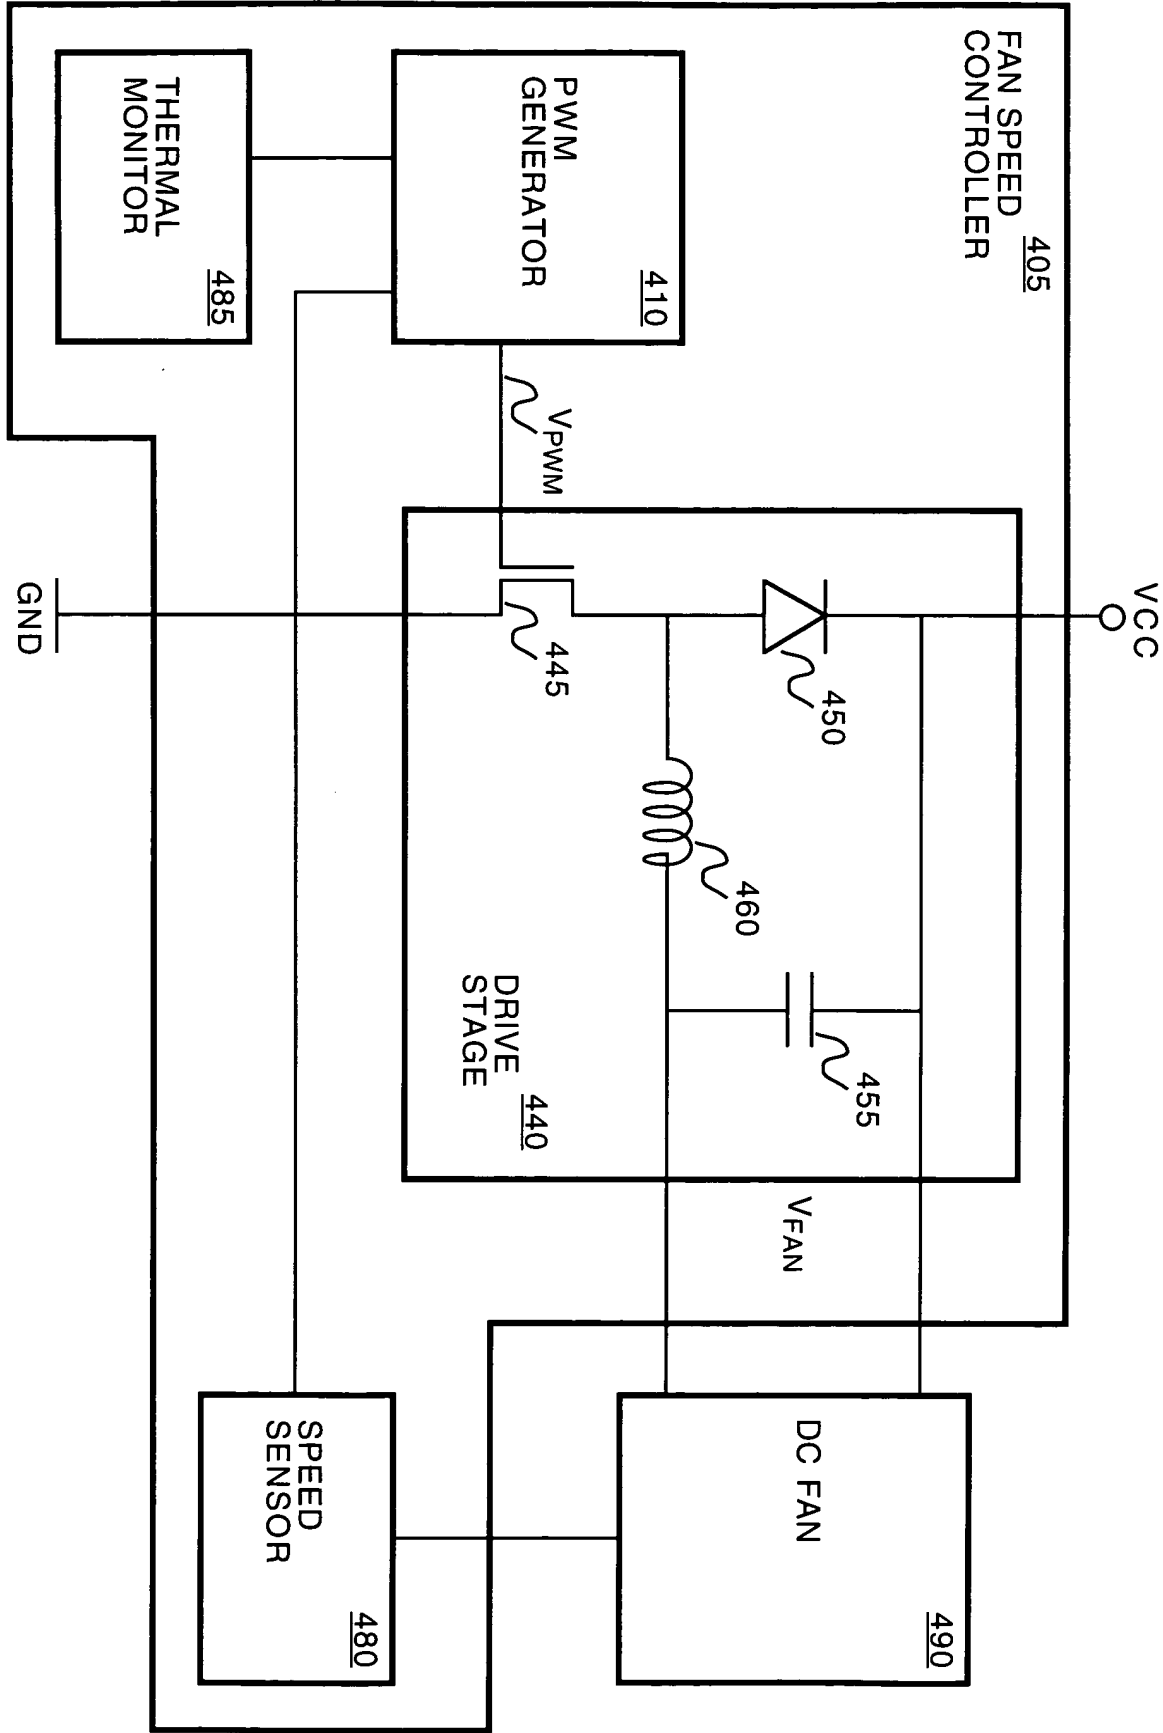 FAN SPEED
CONTROLLER
405
VCC
PWM
GENERATOR
410
THERMAL
MONITOR
485
VPWM
450
445
460
455
DRIVE
STAGE
440
GND
VFAN
DC FAN
490
SPEED
SENSOR
480